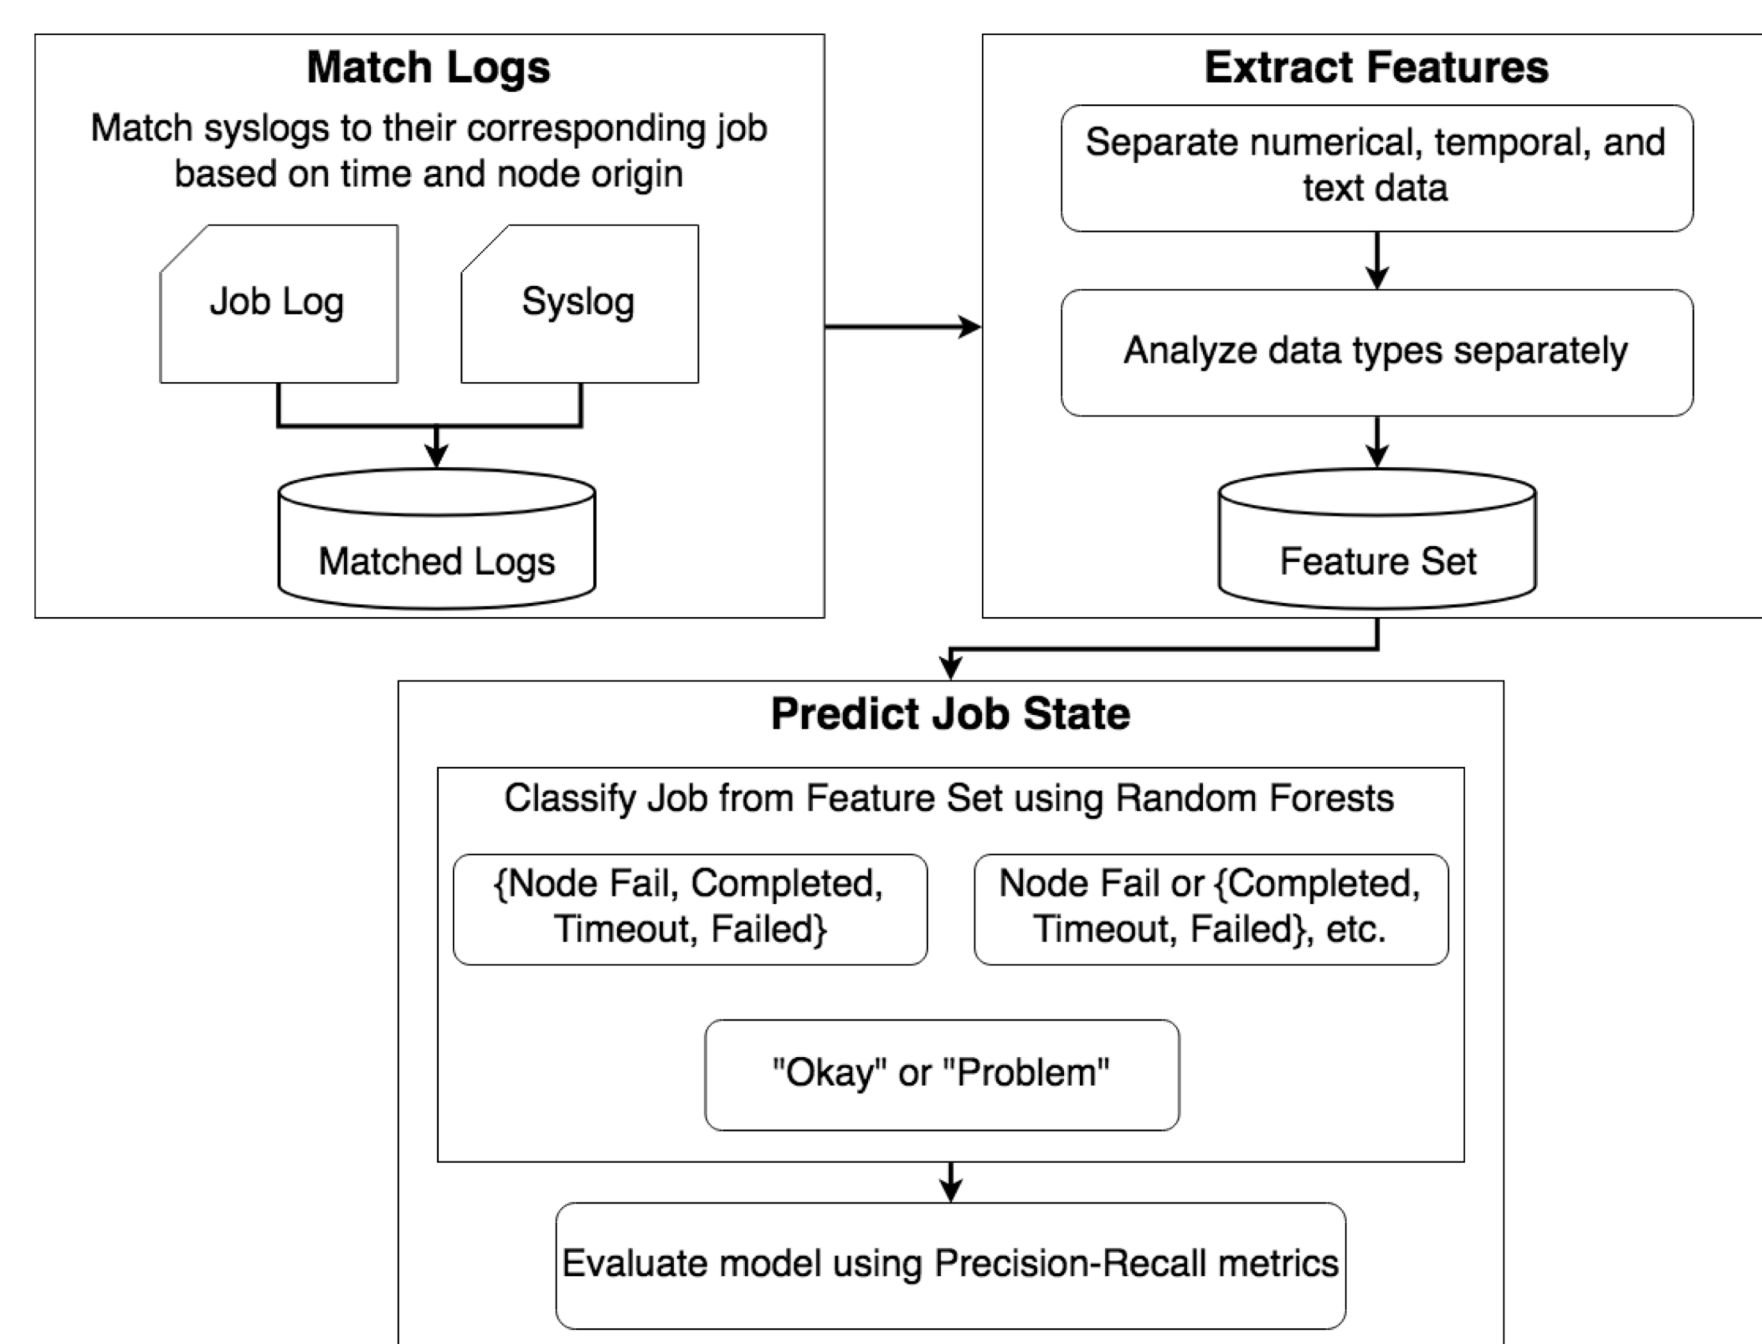 Match Logs
Match syslogs to their corresponding job
based on time and node origin
Job Log
Syslog
Matched Logs
Extract Features
Separate numerical, temporal, and
text data
Analyze data types separately
Feature Set
Predict Job State
Classify Job from Feature Set using Random Forests
{Node Fail, Completed,
Timeout, Failed}
Node Fail or {Completed,
Timeout, Failed}, etc.
"Okay" or "Problem"
Evaluate model using Precision-Recall metrics